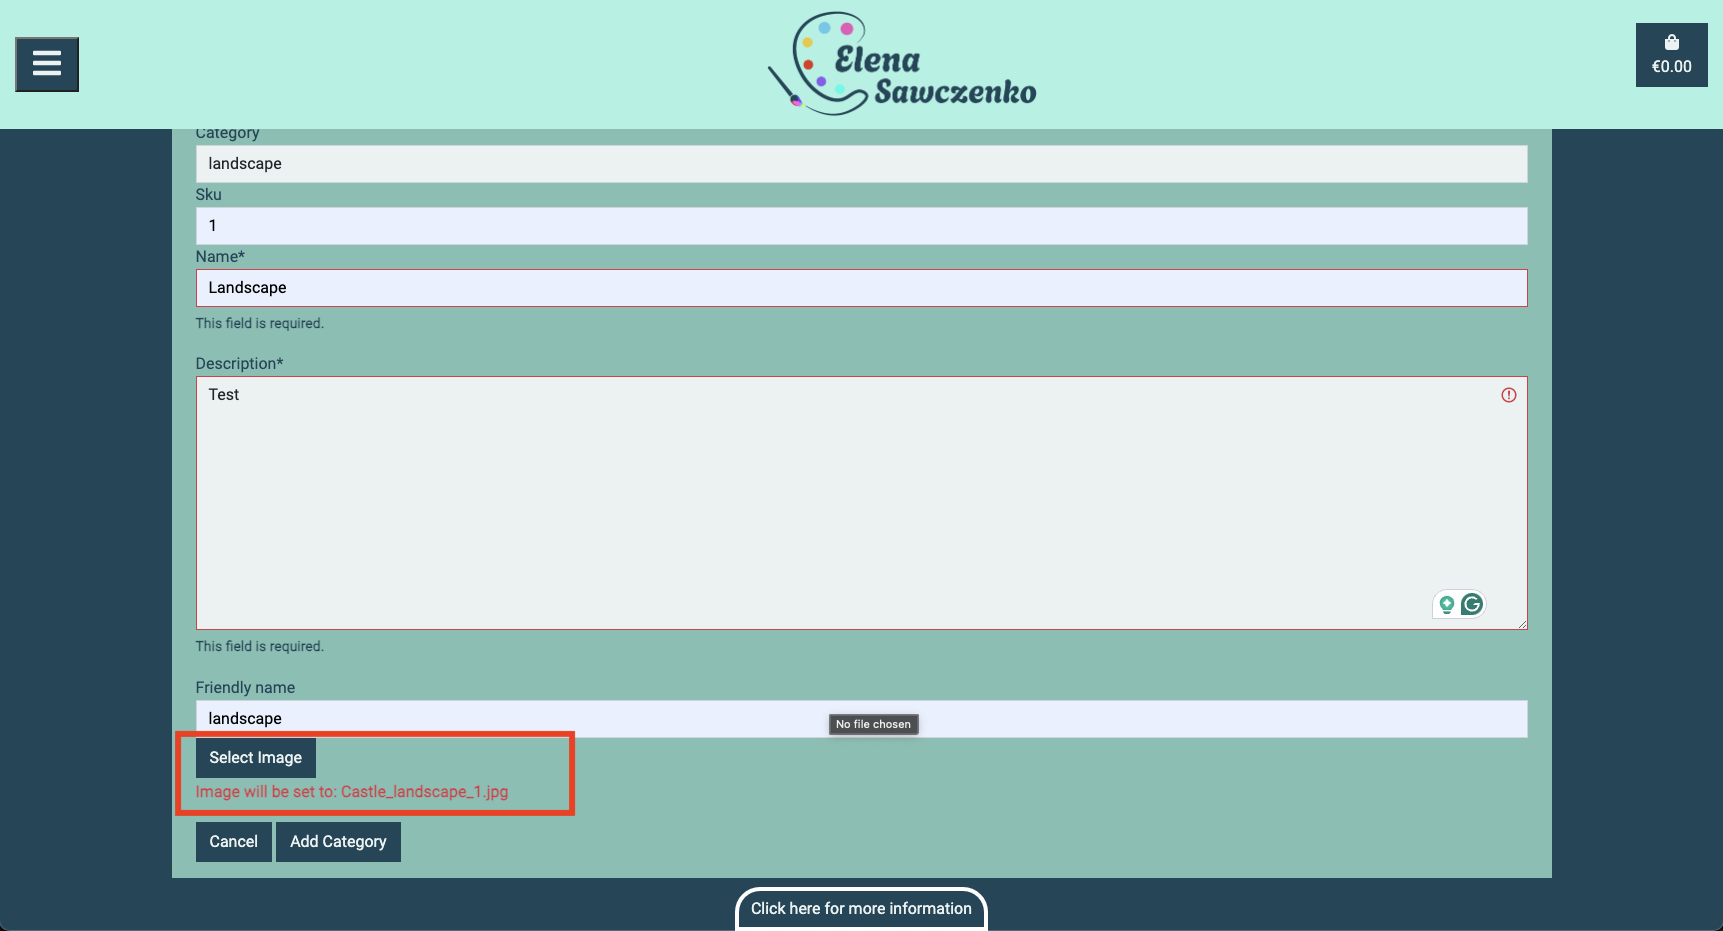 Elena
Sawczenko
€0.00
Category
landscape
Sku
1
Name*
Landscape
This field is required.
Description*
Test
This field is required.
Friendly name
landscape
No file chosen
Select Image
Image will be set to: Castle_landscape_1.jpg
Cancel Add Category
Click here for more information